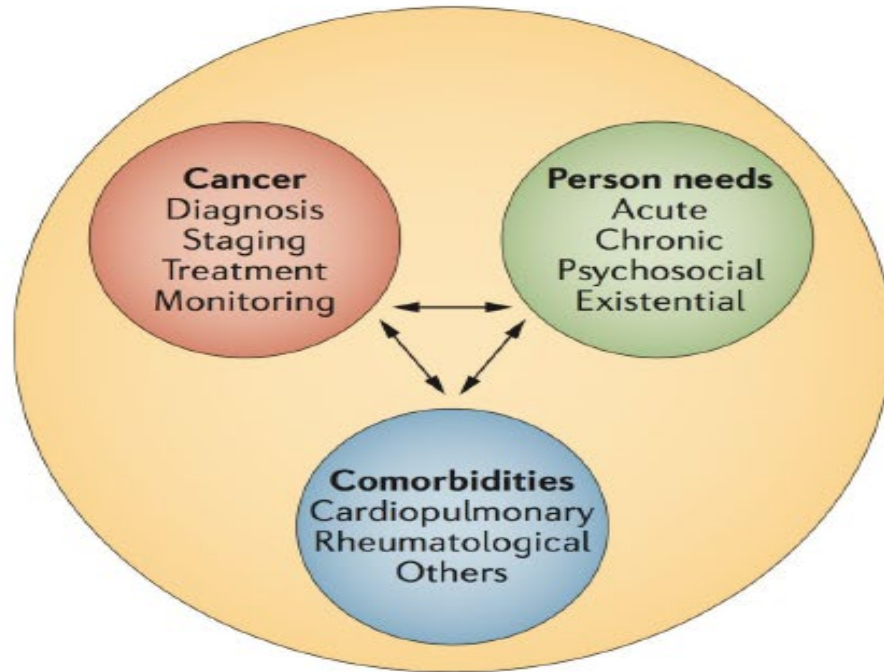 Cancer
Diagnosis
Staging
Treatment
Monitoring
Person needs
Acute
Chronic
Psychosocial
Existential
Comorbidities
Cardiopulmonary
Rheumatological
Others